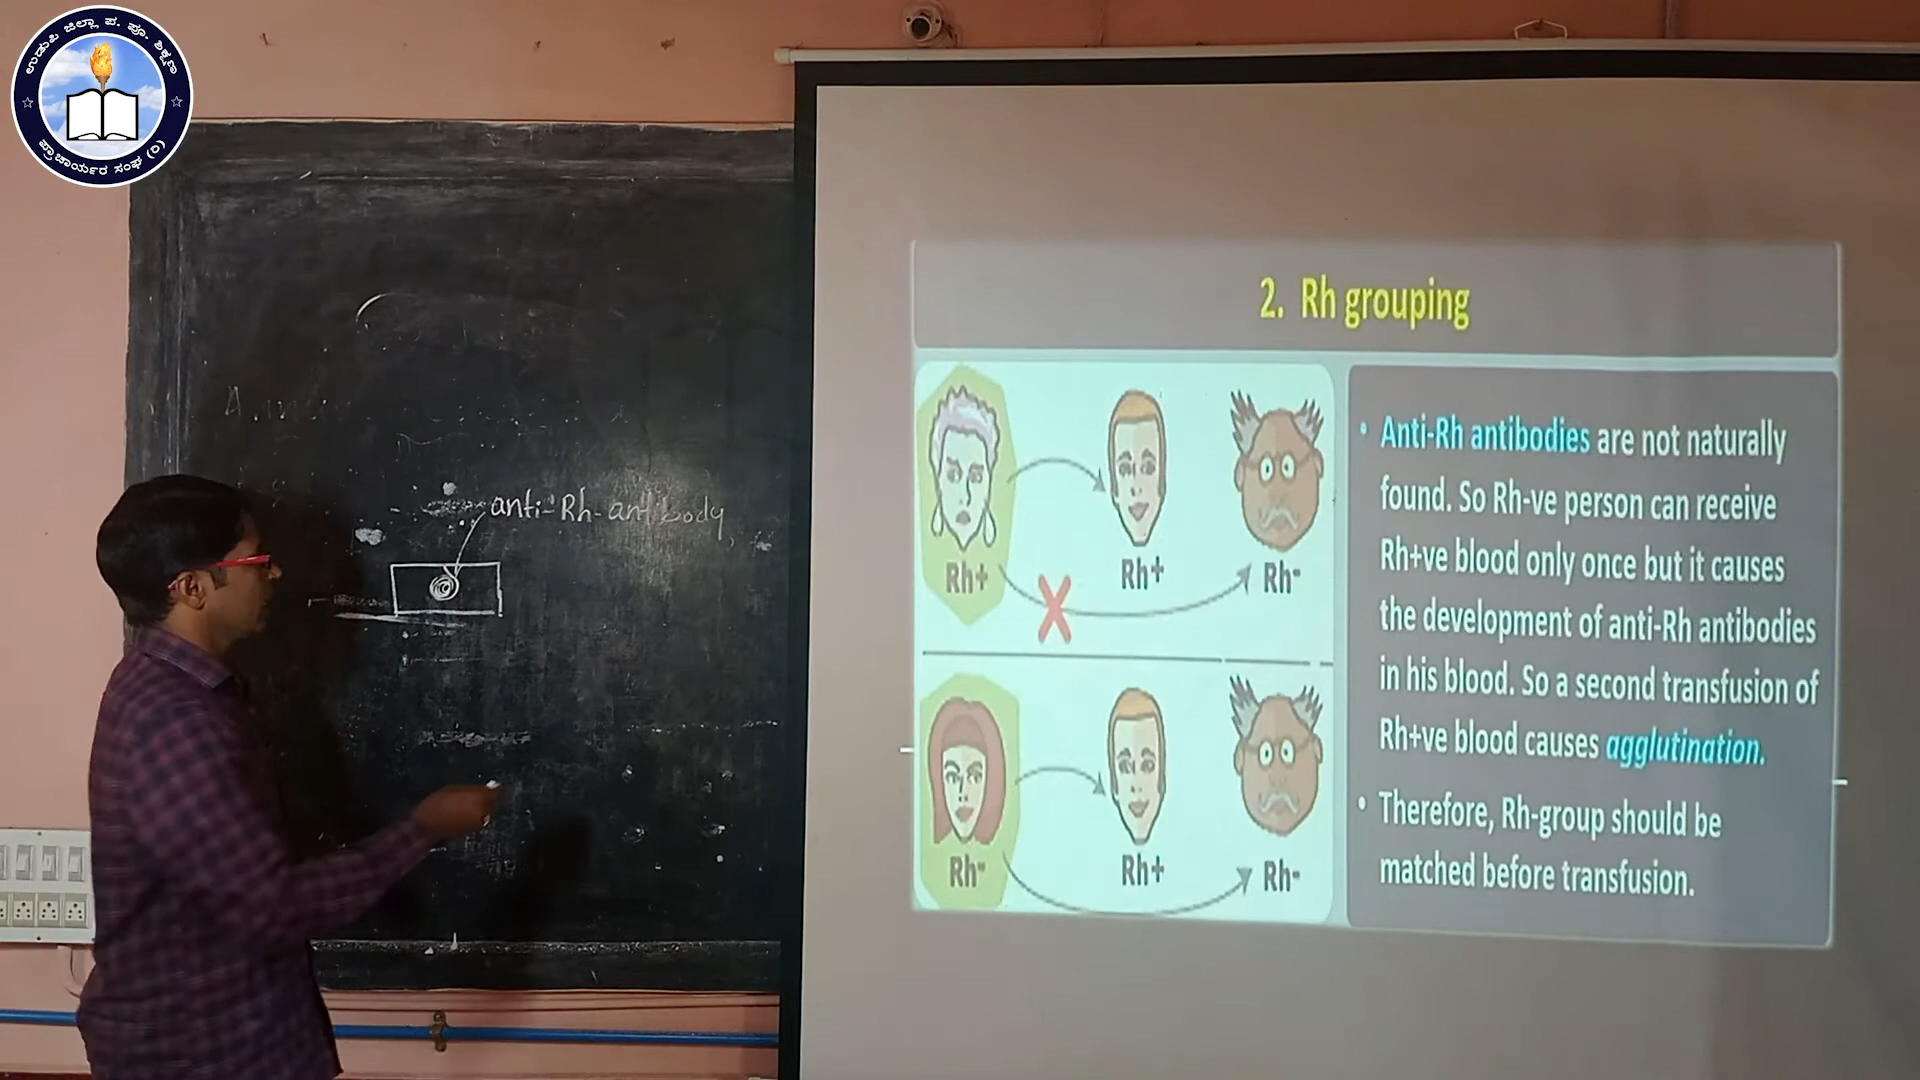 ಉಡುಪಿ ಜಿಲ್ಲಾ ಪ. ಪೂ. ಶಿಕ್ಷಣ
ಪ್ರಾಚಾರ್ಯರ ಸಂಘ (ರಿ)
anti-Rh-antibody
2. Rh grouping
Rh+
Rh+
Rh-
Rh-
Rh+
Rh-
• Anti-Rh antibodies are not naturally
found. So Rh-ve person can receive
Rh+ve blood only once but it causes
the development of anti-Rh antibodies
in his blood. So a second transfusion of
Rh+ve blood causes agglutination.
• Therefore, Rh-group should be
matched before transfusion.